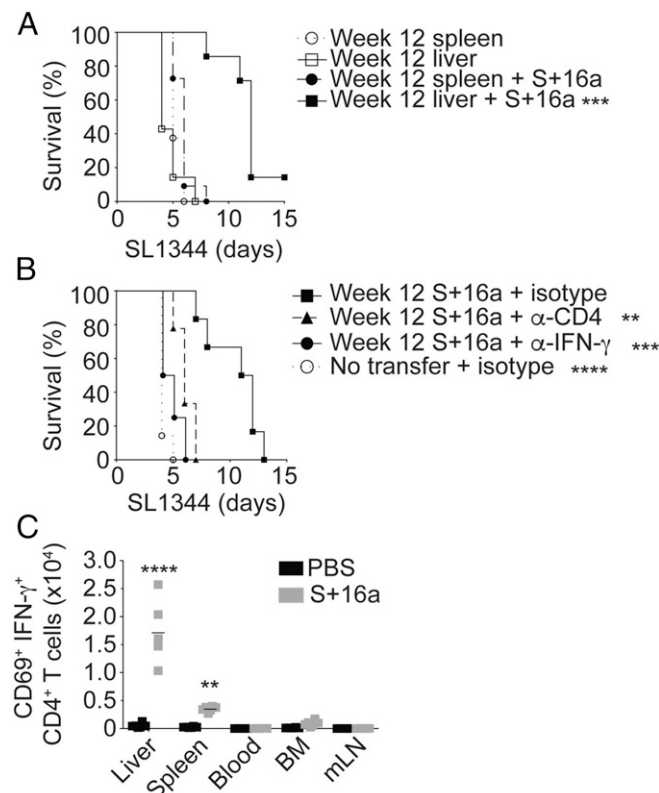 A
100
80
60
40
20
0
Survival (%)
0 5 10 15
SL1344 (days)
Week 12 spleen
Week 12 liver
Week 12 spleen + S+16a
Week 12 liver + S+16a ***
B
100
80
60
40
20
0
Survival (%)
0 5 10 15
SL1344 (days)
Week 12 S+16a + isotype
Week 12 S+16a + α-CD4 **
Week 12 S+16a + α-IFN-γ ***
No transfer + isotype ****
C
CD69⁺ IFN-γ⁺
CD4⁺ T cells (x10⁴)
3.0
2.5
2.0
1.5
1.0
0.5
0
****
**
PBS
S+16a
Liver
Spleen
Blood
BM
mLN